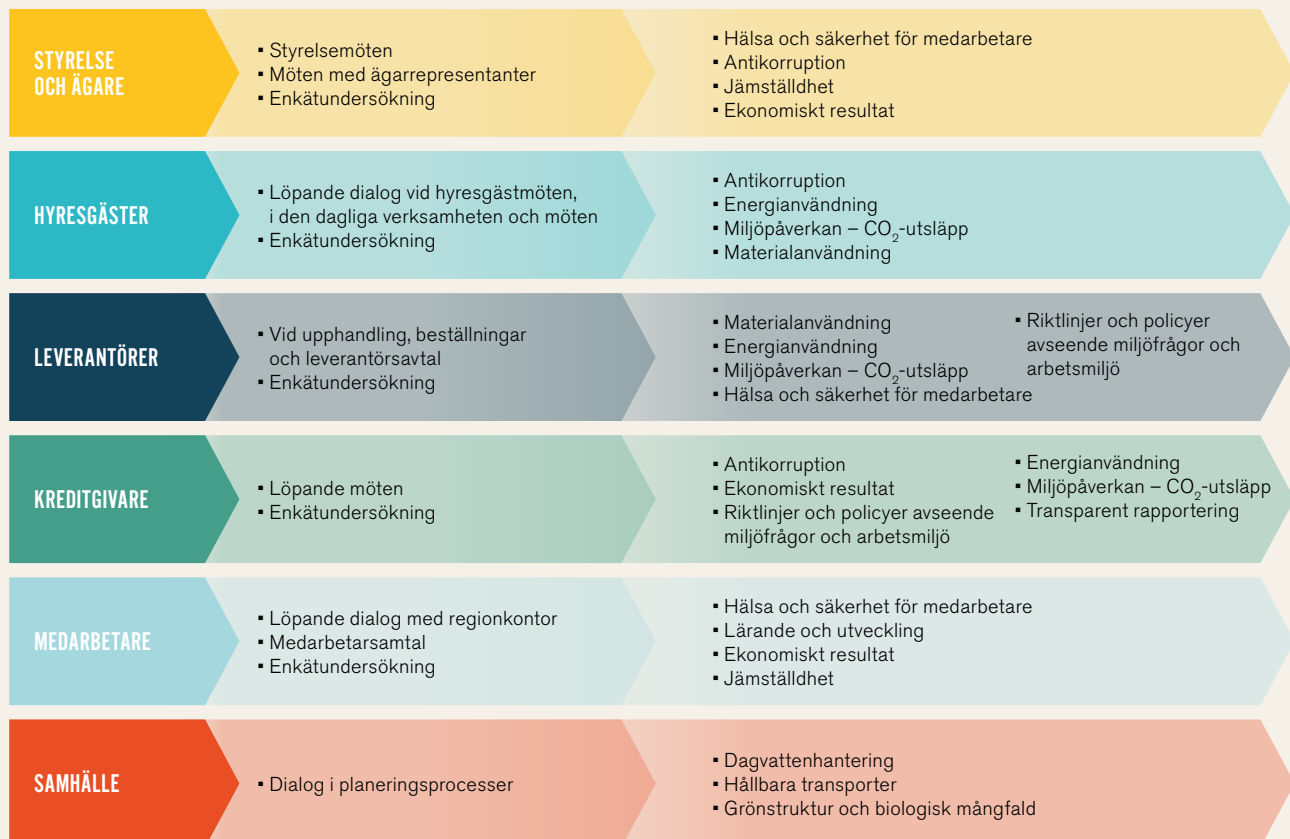 STYRELSE
OCH ÄGARE
▪ Styrelsemöten
▪ Möten med ägarrepresentanter
▪ Enkätundersökning
▪ Hälsa och säkerhet för medarbetare
▪ Antikorruption
▪ Jämställdhet
▪ Ekonomiskt resultat
HYRESGÄSTER
▪ Löpande dialog vid hyresgästmöten,
i den dagliga verksamheten och möten
▪ Enkätundersökning
▪ Antikorruption
▪ Energianvändning
▪ Miljöpåverkan – CO₂-utsläpp
▪ Materialanvändning
LEVERANTÖRER
▪ Vid upphandling, beställningar
och leverantörsavtal
▪ Enkätundersökning
▪ Materialanvändning
▪ Energianvändning
▪ Miljöpåverkan – CO₂-utsläpp
▪ Hälsa och säkerhet för medarbetare
▪ Riktlinjer och policyer
avseende miljöfrågor och
arbetsmiljö
KREDITGIVARE
▪ Löpande möten
▪ Enkätundersökning
▪ Antikorruption
▪ Ekonomiskt resultat
▪ Riktlinjer och policyer avseende
miljöfrågor och arbetsmiljö
▪ Energianvändning
▪ Miljöpåverkan – CO₂-utsläpp
▪ Transparent rapportering
MEDARBETARE
▪ Löpande dialog med regionkontor
▪ Medarbetarsamtal
▪ Enkätundersökning
▪ Hälsa och säkerhet för medarbetare
▪ Lärande och utveckling
▪ Ekonomiskt resultat
▪ Jämställdhet
SAMHÄLLE
▪ Dialog i planeringsprocesser
▪ Dagvattenhantering
▪ Hållbara transporter
▪ Grönstruktur och biologisk mångfald